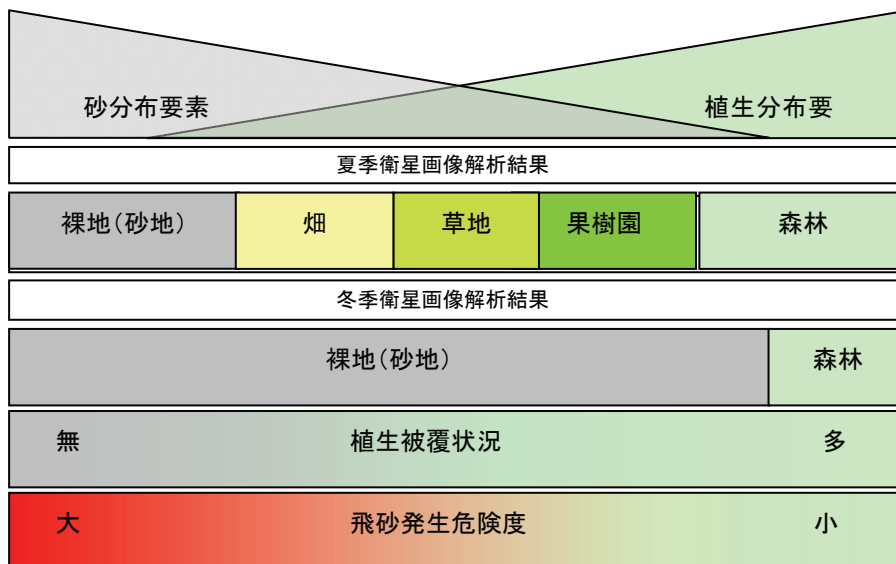 砂分布要素 植生分布要
夏季衛星画像解析結果
裸地（砂地） 畑 草地 果樹園 森林
冬季衛星画像解析結果
裸地（砂地） 森林
無 植生被覆状況 多
大 飛砂発生危険度 小